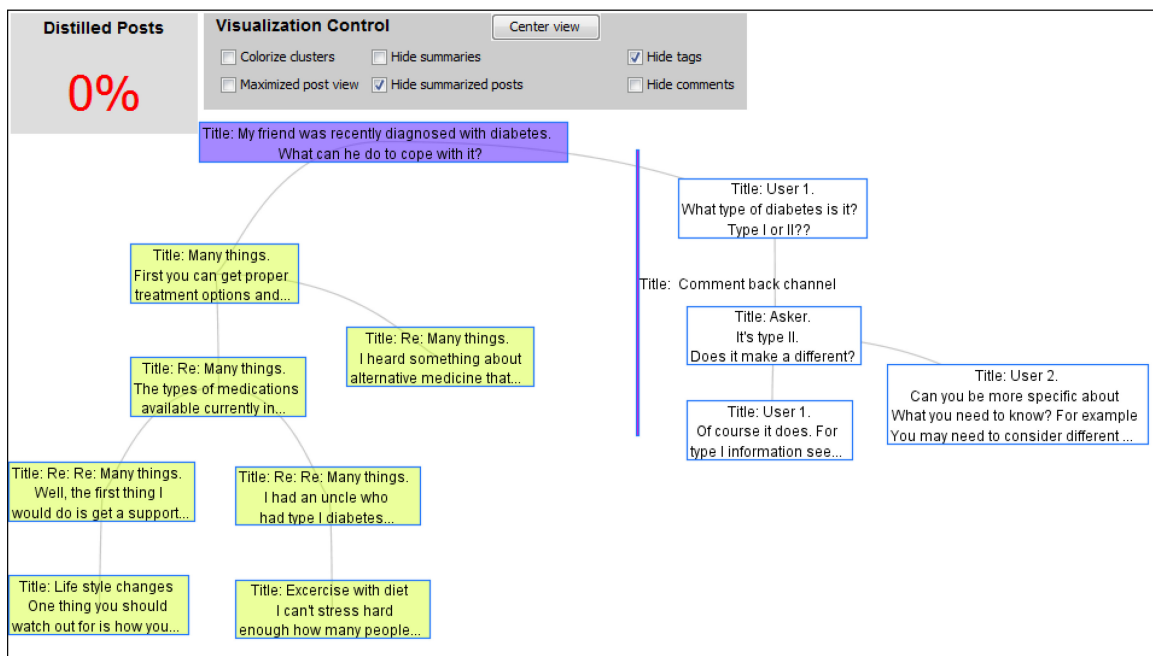 Distilled Posts
0%
Visualization Control
Center view
Colorize clusters
Hide summaries
Hide tags
Maximized post view
Hide summarized posts
Hide comments
Title: My friend was recently diagnosed with diabetes.
What can he do to cope with it?
Title: User 1.
What type of diabetes is it?
Type I or II??
Title: Many things.
First you can get proper
treatment options and...
Title: Comment back channel
Title: Asker.
It's type II.
Does it make a different?
Title: Re: Many things.
I heard something about
alternative medicine that...
Title: Re: Many things.
The types of medications
available currently in...
Title: User 2.
Can you be more specific about
What you need to know? For example
You may need to consider different ...
Title: User 1.
Of course it does. For
type I information see...
Title: Re: Re: Many things.
Well, the first thing I
would do is get a support...
Title: Re: Re: Many things.
I had an uncle who
had type I diabetes...
Title: Life style changes
One thing you should
watch out for is how you...
Title: Excercise with diet
I can't stress hard
enough how many people...